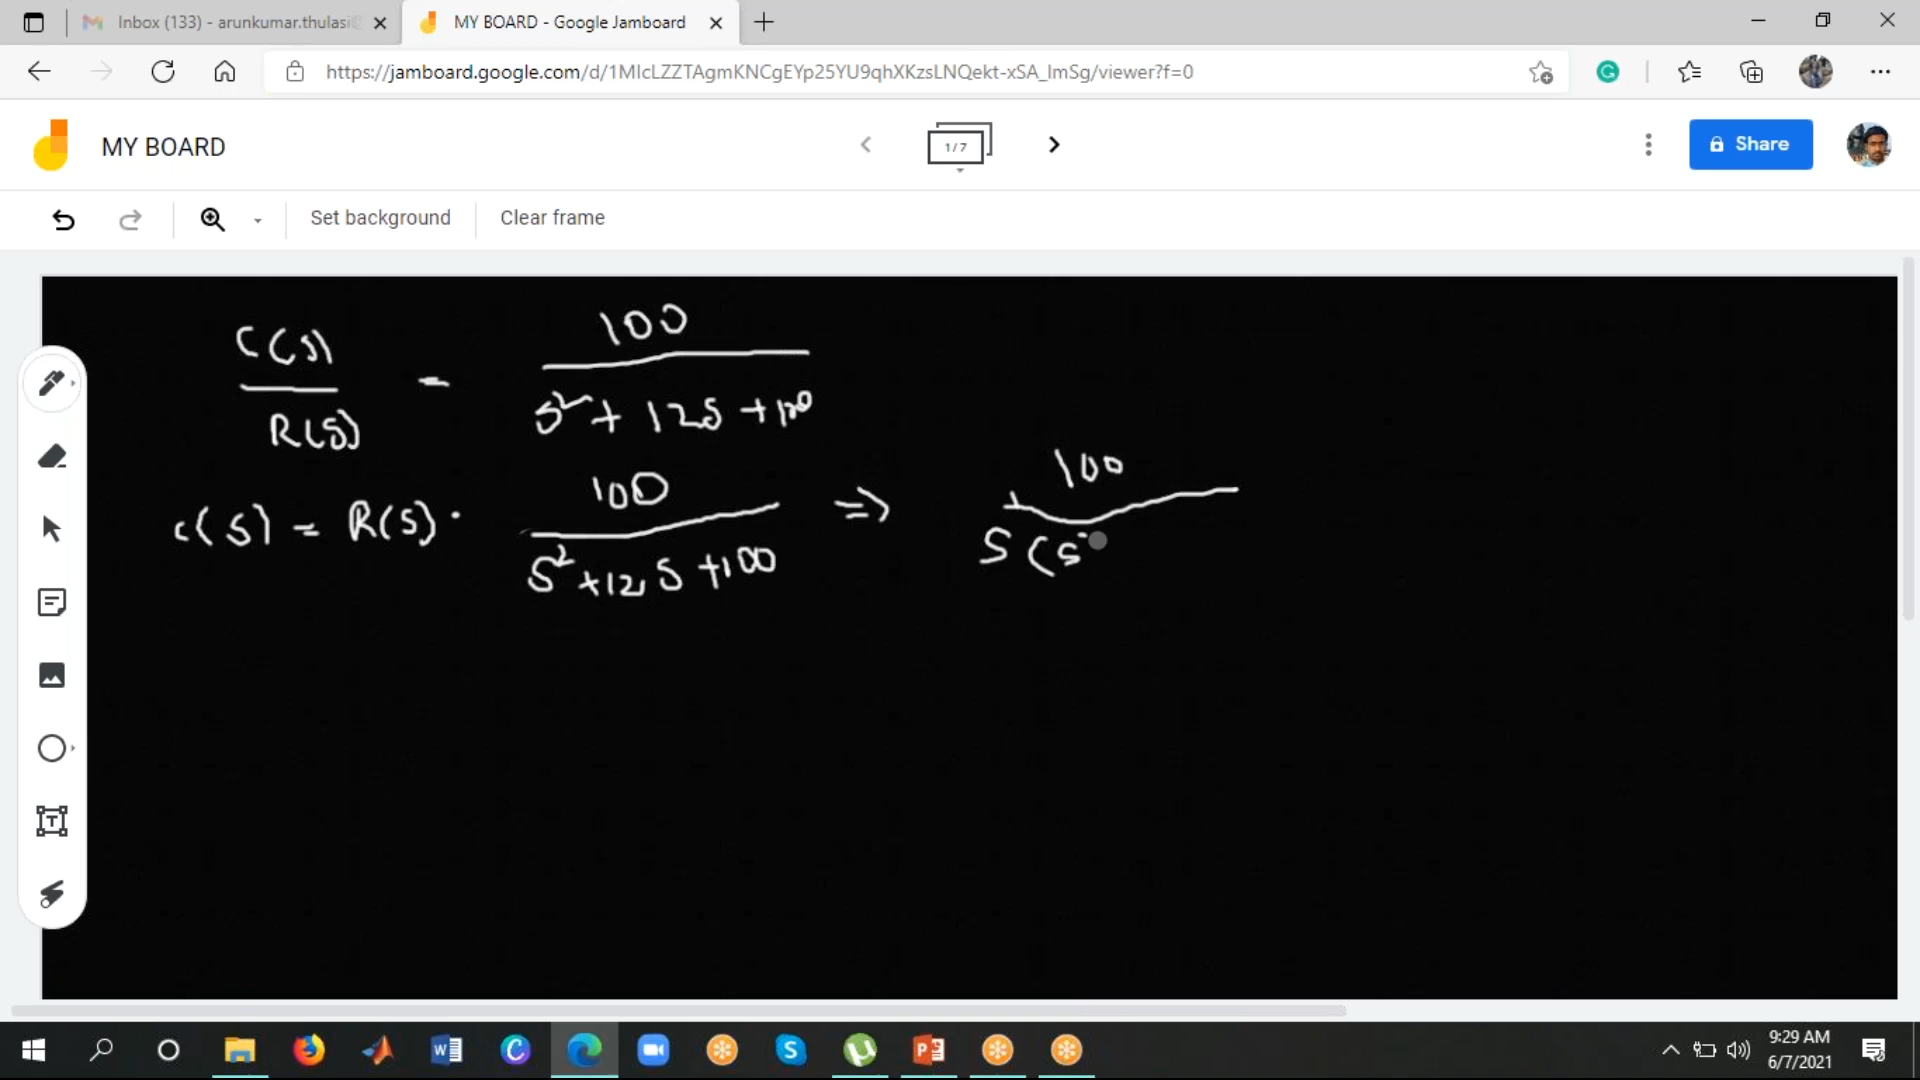 Inbox (133) - arunkumar.thulasi
MY BOARD - Google Jamboard
https://jamboard.google.com/d/1MIcLZZTAgmKNCgEYp25YU9qhXKzsLNQekt-xSA_ImSg/viewer?f=0
MY BOARD
1/7
Share
Set background
Clear frame
C(S) / R(S) = 100 / S² + 12S + 100
C(S) = R(S) · 100 / S² + 12S + 100 => 100 / S(S²
9:29 AM
6/7/2021